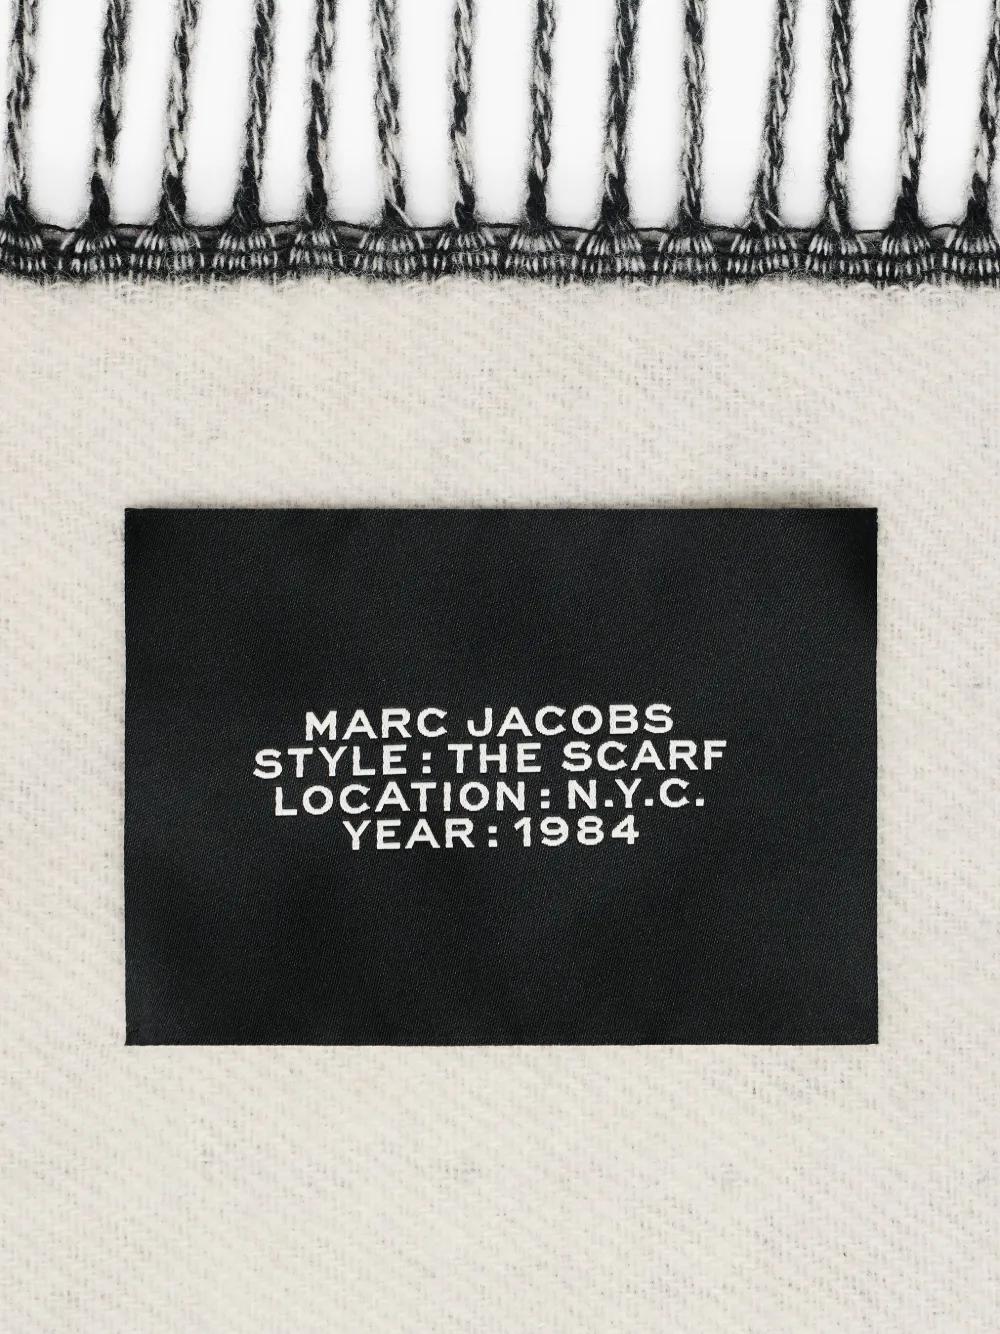 MARC JACOBS
STYLE : THE SCARF
LOCATION : N.Y.C.
YEAR : 1984